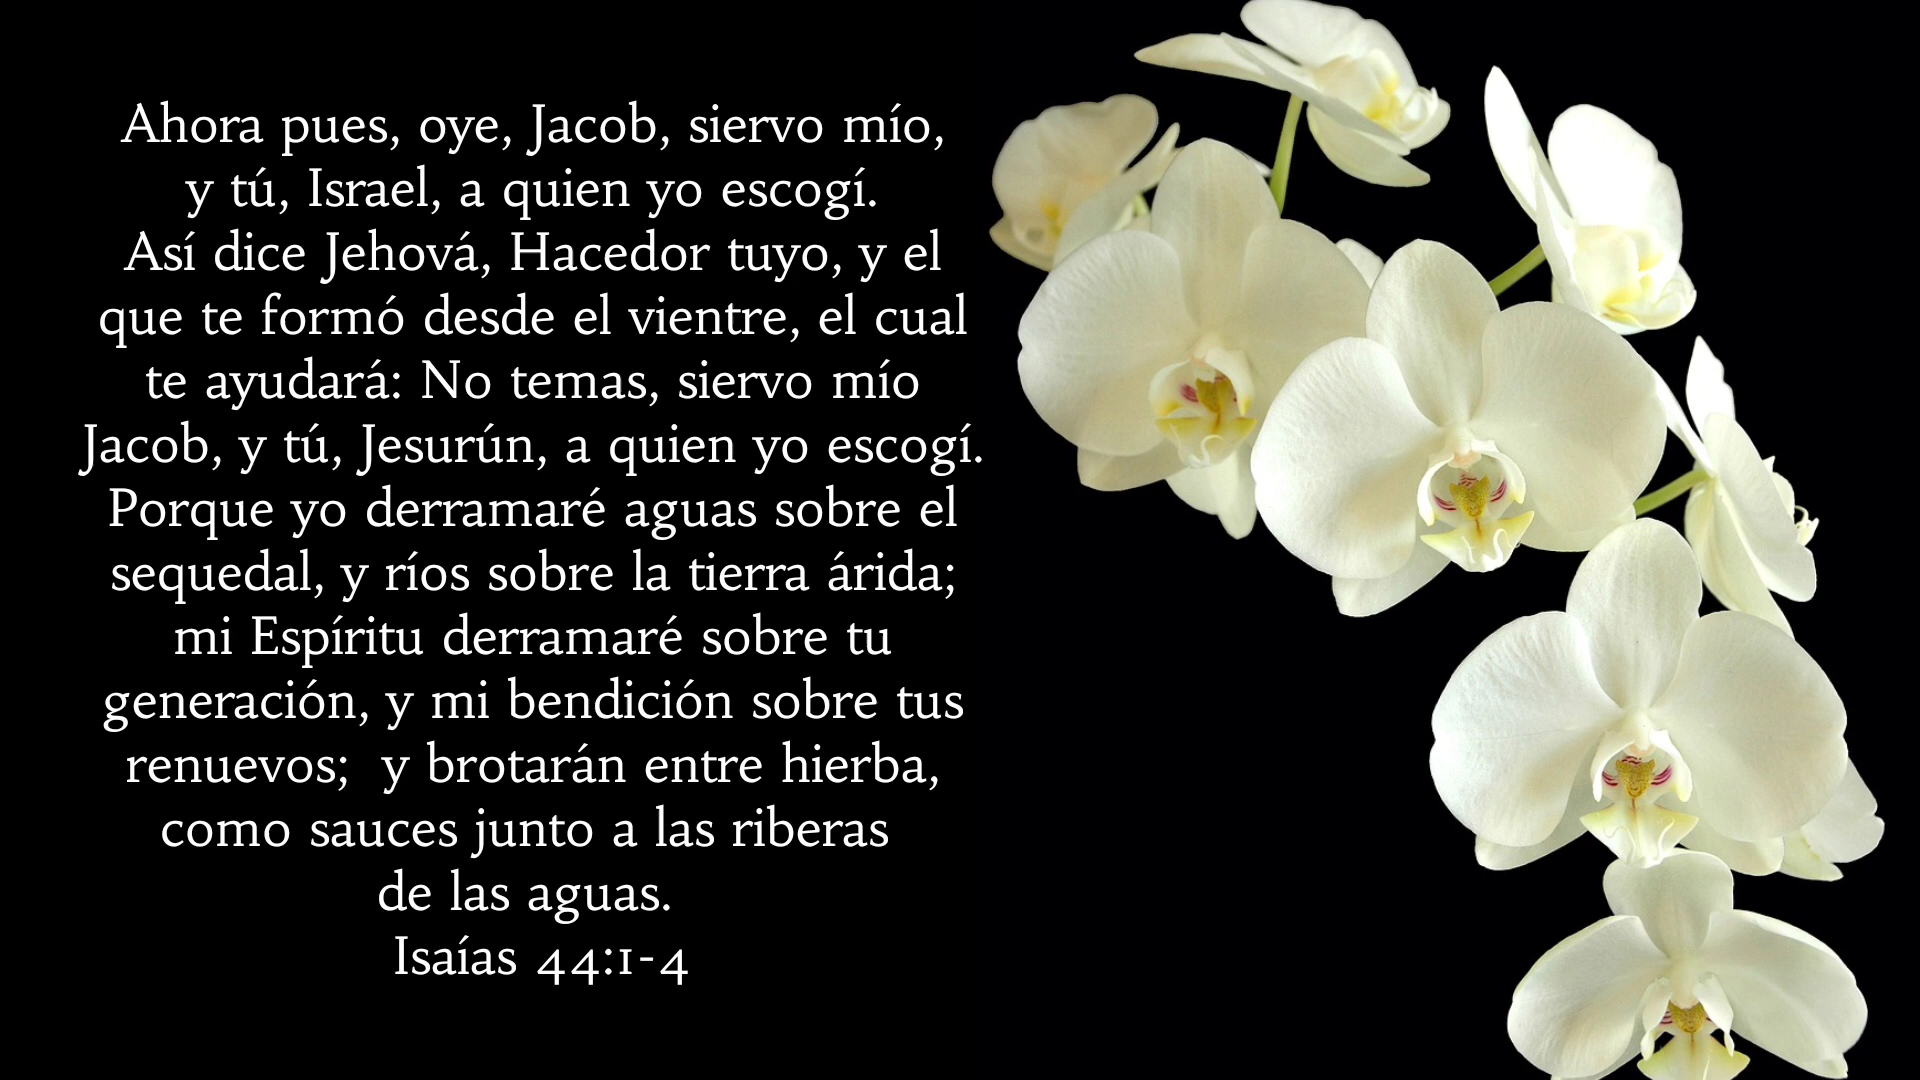 Ahora pues, oye, Jacob, siervo mío,
y tú, Israel, a quien yo escogí.
Así dice Jehová, Hacedor tuyo, y el
que te formó desde el vientre, el cual
te ayudará: No temas, siervo mío
Jacob, y tú, Jesurún, a quien yo escogí.
Porque yo derramaré aguas sobre el
sequedal, y ríos sobre la tierra árida;
mi Espíritu derramaré sobre tu
generación, y mi bendición sobre tus
renuevos;  y brotarán entre hierba,
como sauces junto a las riberas
de las aguas.
Isaías 44:1-4